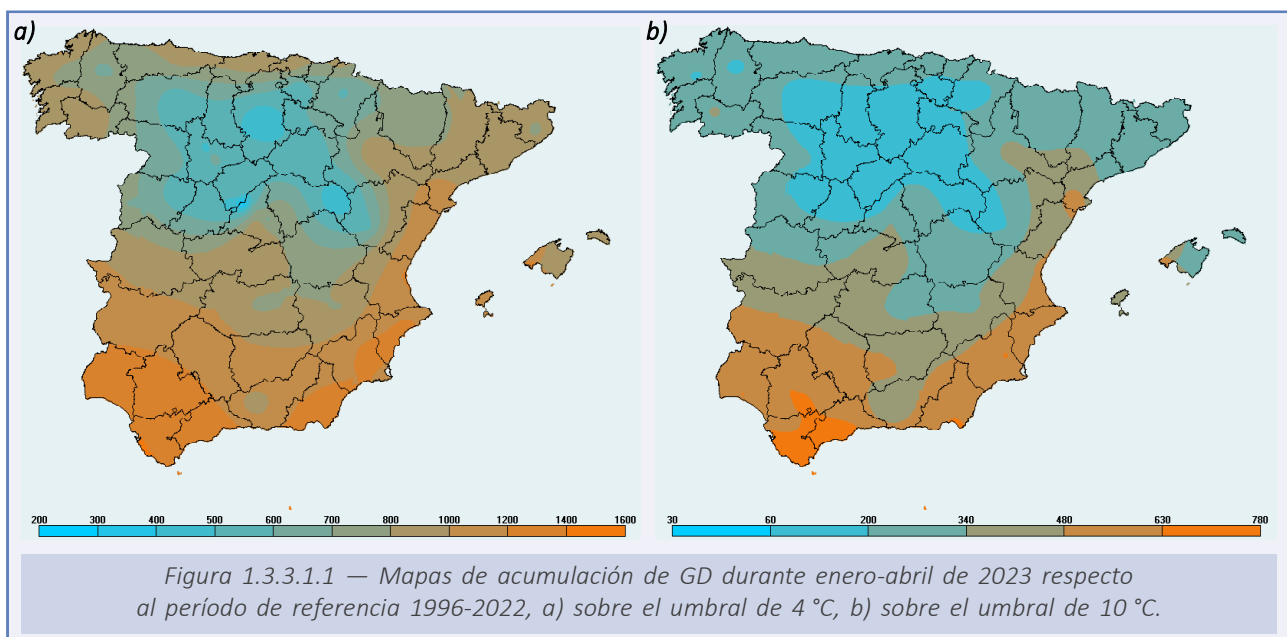 a)
b)
200 300 400 500 600 800 1000 1200 1400 1600
30 60 200 340 480 630 780
Figura 1.3.3.1.1 — Mapas de acumulación de GD durante enero-abril de 2023 respecto
al período de referencia 1996-2022, a) sobre el umbral de 4 °C, b) sobre el umbral de 10 °C.